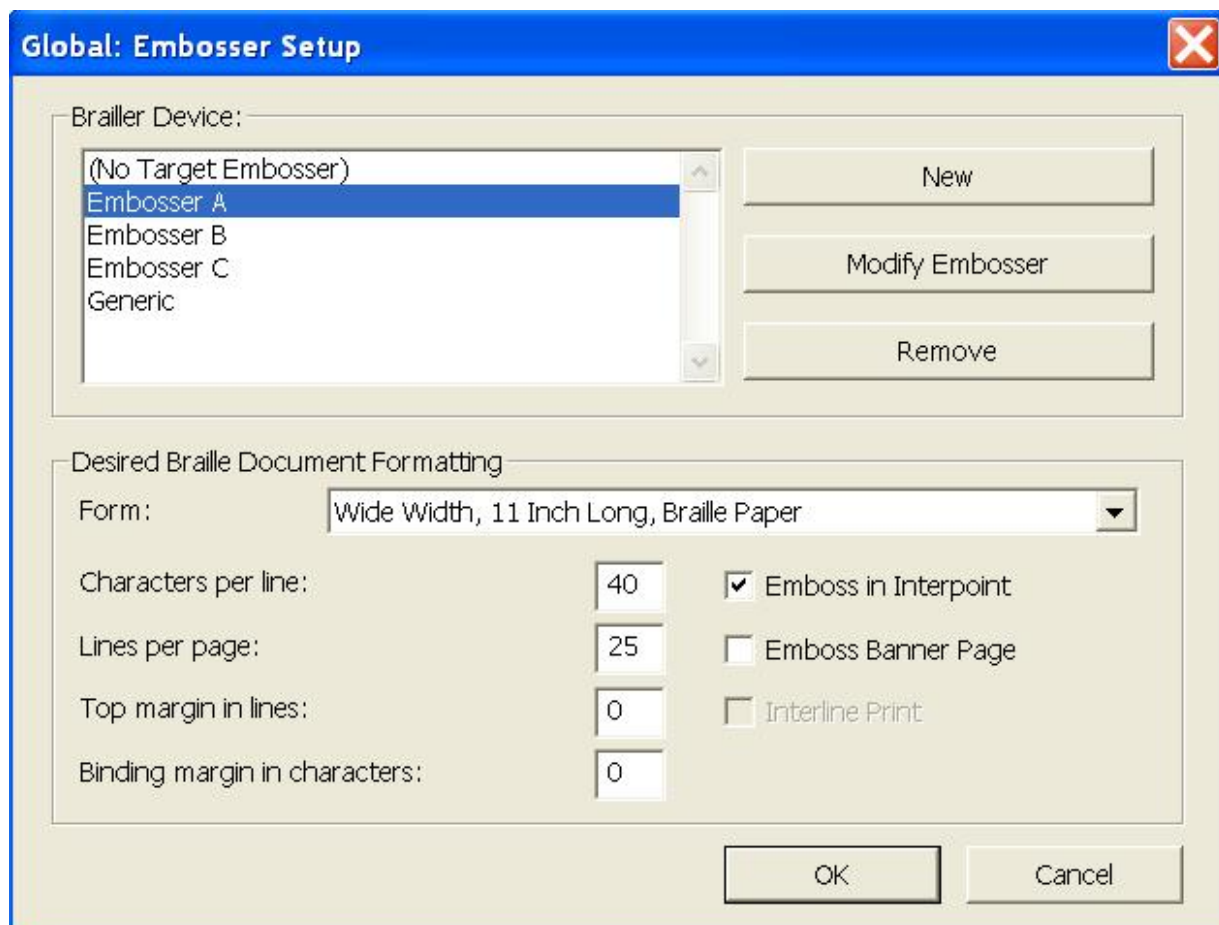 Global: Embosser Setup
Brailler Device:
(No Target Embosser)
Embosser A
Embosser B
Embosser C
Generic
New
Modify Embosser
Remove
Desired Braille Document Formatting
Form:
Wide Width, 11 Inch Long, Braille Paper
Characters per line:
40
Emboss in Interpoint
Lines per page:
25
Emboss Banner Page
Top margin in lines:
0
Interline Print
Binding margin in characters:
0
OK
Cancel